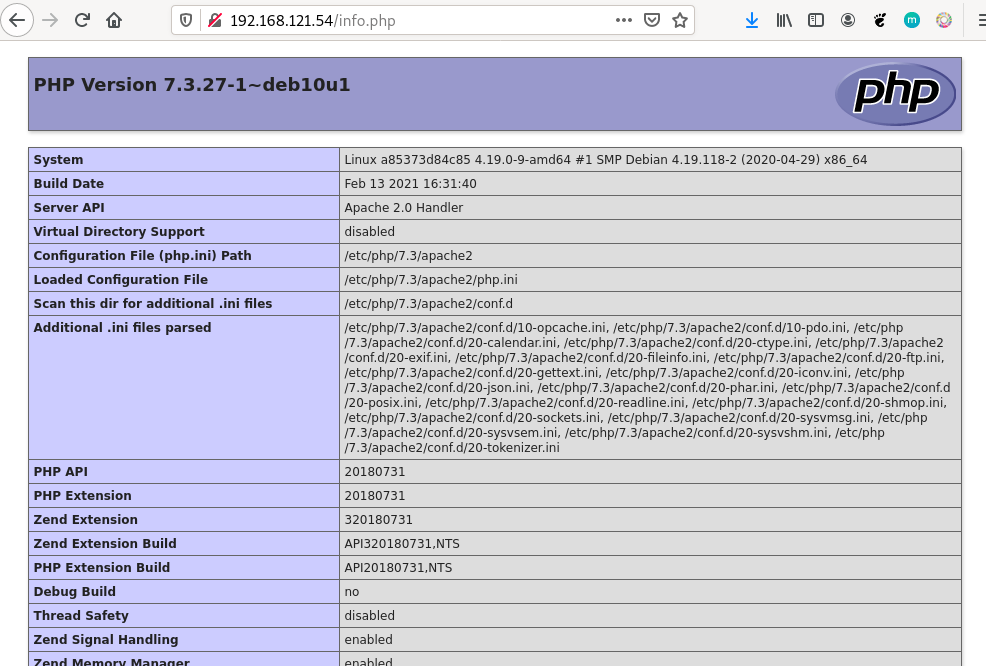 192.168.121.54/info.php
m
PHP Version 7.3.27-1~deb10u1
php
System Linux a85373d84c85 4.19.0-9-amd64 #1 SMP Debian 4.19.118-2 (2020-04-29) x86_64
Build Date Feb 13 2021 16:31:40
Server API Apache 2.0 Handler
Virtual Directory Support disabled
Configuration File (php.ini) Path /etc/php/7.3/apache2
Loaded Configuration File /etc/php/7.3/apache2/php.ini
Scan this dir for additional .ini files /etc/php/7.3/apache2/conf.d
Additional .ini files parsed /etc/php/7.3/apache2/conf.d/10-opcache.ini, /etc/php/7.3/apache2/conf.d/10-pdo.ini, /etc/php
/7.3/apache2/conf.d/20-calendar.ini, /etc/php/7.3/apache2/conf.d/20-ctype.ini, /etc/php/7.3/apache2
/conf.d/20-exif.ini, /etc/php/7.3/apache2/conf.d/20-fileinfo.ini, /etc/php/7.3/apache2/conf.d/20-ftp.ini,
/etc/php/7.3/apache2/conf.d/20-gettext.ini, /etc/php/7.3/apache2/conf.d/20-iconv.ini, /etc/php
/7.3/apache2/conf.d/20-json.ini, /etc/php/7.3/apache2/conf.d/20-phar.ini, /etc/php/7.3/apache2/conf.d
/20-posix.ini, /etc/php/7.3/apache2/conf.d/20-readline.ini, /etc/php/7.3/apache2/conf.d/20-shmop.ini,
/etc/php/7.3/apache2/conf.d/20-sockets.ini, /etc/php/7.3/apache2/conf.d/20-sysvmsg.ini, /etc/php
/7.3/apache2/conf.d/20-sysvsem.ini, /etc/php/7.3/apache2/conf.d/20-sysvshm.ini, /etc/php
/7.3/apache2/conf.d/20-tokenizer.ini
PHP API 20180731
PHP Extension 20180731
Zend Extension 320180731
Zend Extension Build API320180731,NTS
PHP Extension Build API20180731,NTS
Debug Build no
Thread Safety disabled
Zend Signal Handling enabled
Zend Memory Manager enabled